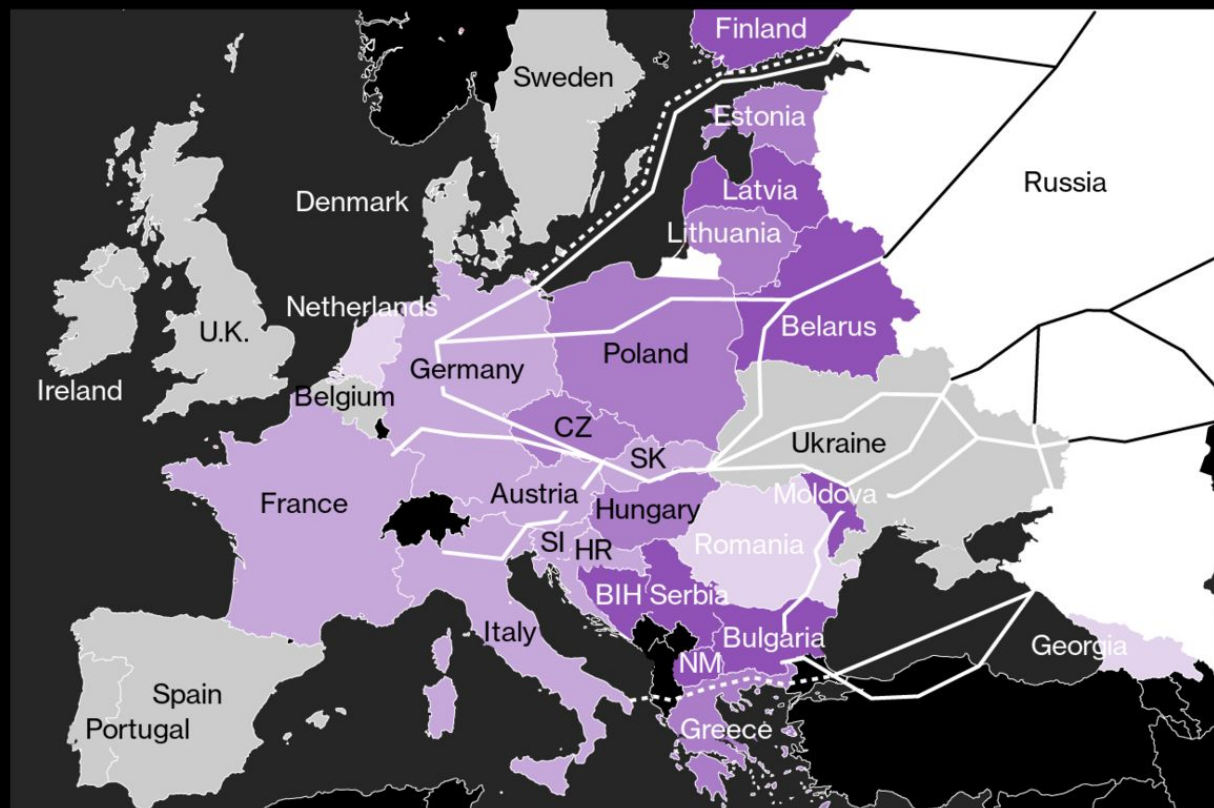 Finland
Sweden
Estonia
Russia
Latvia
Denmark
Lithuania
Netherlands
U.K.
Belarus
Poland
Germany
Ireland
Belgium
CZ
Ukraine
SK
Austria
Moldova
France
Hungary
SI
HR
Romania
BIH
Serbia
Italy
Bulgaria
Georgia
NM
Spain
Portugal
Greece